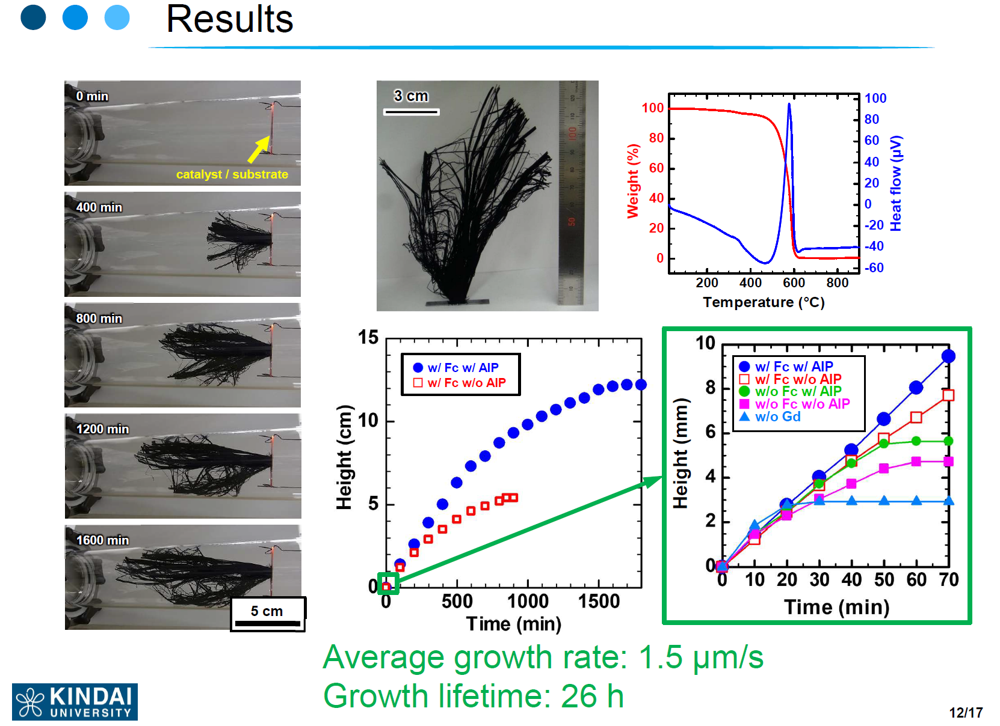 Results
0 min
catalyst / substrate
400 min
800 min
1200 min
1600 min
5 cm
3 cm
100
50
100
80
60
40
20
0
Weight (%)
100
80
60
40
20
0
-20
-40
-60
Heat flow (µV)
200 400 600 800
Temperature (°C)
15
10
5
0
Height (cm)
w/ Fc w/ AIP
w/ Fc w/o AIP
0 500 1000 1500
Time (min)
10
8
6
4
2
0
Height (mm)
w/ Fc w/ AIP
w/ Fc w/o AIP
w/o Fc w/ AIP
w/o Fc w/o AIP
w/o Gd
0 10 20 30 40 50 60 70
Time (min)
Average growth rate: 1.5 µm/s
Growth lifetime: 26 h
KINDAI
UNIVERSITY
12/17